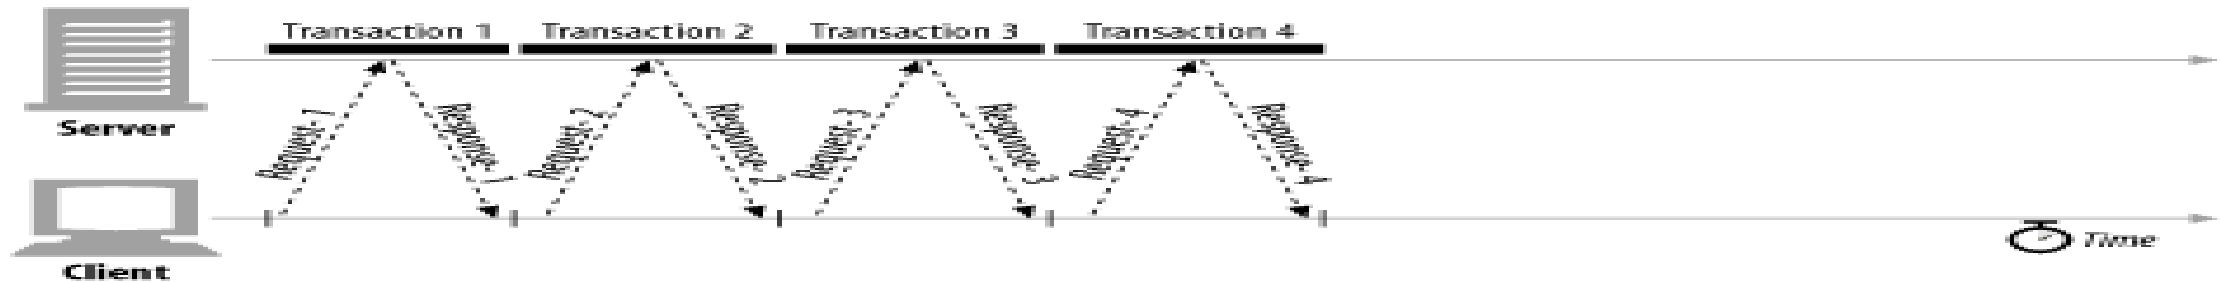 Transaction 1
Transaction 2
Transaction 3
Transaction 4
Server
Request 1
Response 1
Request 2
Response 2
Request 3
Response 3
Request 4
Response 4
Client
Time